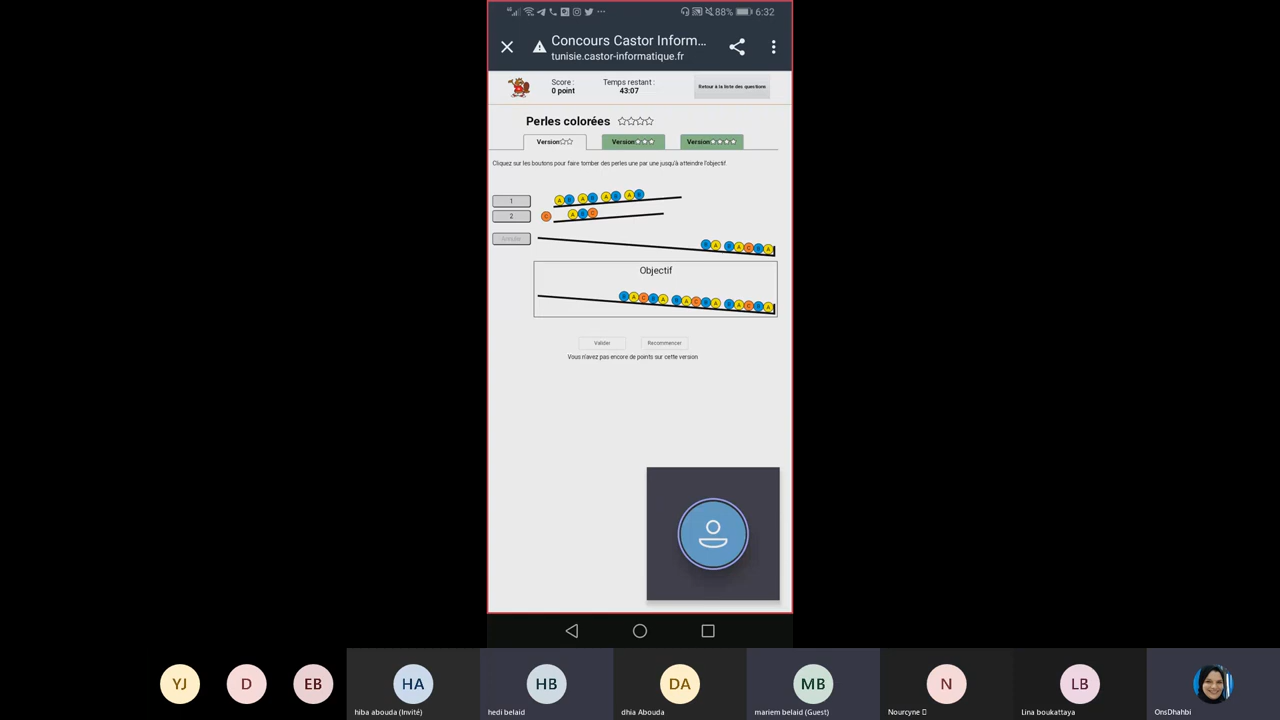 88% 6:32
Concours Castor Inform...
tunisie.castor-informatique.fr
Score :
0 point
Temps restant :
43:07
Retour à la liste des questions
Perles colorées
Version Version Version
Cliquez sur les boutons pour faire tomber des perles une par une jusqu'à atteindre l'objectif.
1 A B A B A B A B
2 C A B C
Annuler B A B A C B A
Objectif
B A C B A B A C B A B A C B A
Valider Recommencer
Vous n'avez pas encore de points sur cette version
YJ D EB HA HB DA MB N LB
hiba abouda (Invité) hedi belaid dhia Abouda mariem belaid (Guest) Nourcyne Lina boukattaya OnsDhahbi